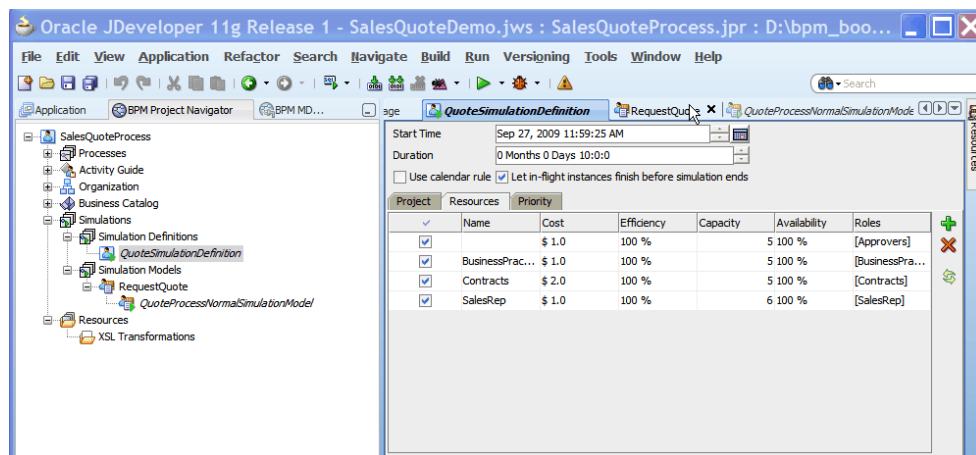 Oracle JDeveloper 11g Release 1 - SalesQuoteDemo.jws : SalesQuoteProcess.jpr : D:\bpm_boo...
File Edit View Application Refactor Search Navigate Build Run Versioning Tools Window Help
Search
Application BPM Project Navigator BPM MD...
age QuoteSimulationDefinition RequestQuote QuoteProcessNormalSimulationMode
SalesQuoteProcess
Processes
Activity Guide
Organization
Business Catalog
Simulations
Simulation Definitions
QuoteSimulationDefinition
Simulation Models
RequestQuote
QuoteProcessNormalSimulationModel
Resources
XSL Transformations
Start Time Sep 27, 2009 11:59:25 AM
Duration 0 Months 0 Days 10:0:0
Use calendar rule Let in-flight instances finish before simulation ends
Project Resources Priority
Name Cost Efficiency Capacity Availability Roles
$ 1.0 100 % 5 100 % [Approvers]
BusinessPrac... $ 1.0 100 % 5 100 % [BusinessPra...
Contracts $ 2.0 100 % 5 100 % [Contracts]
SalesRep $ 1.0 100 % 6 100 % [SalesRep]
Resources